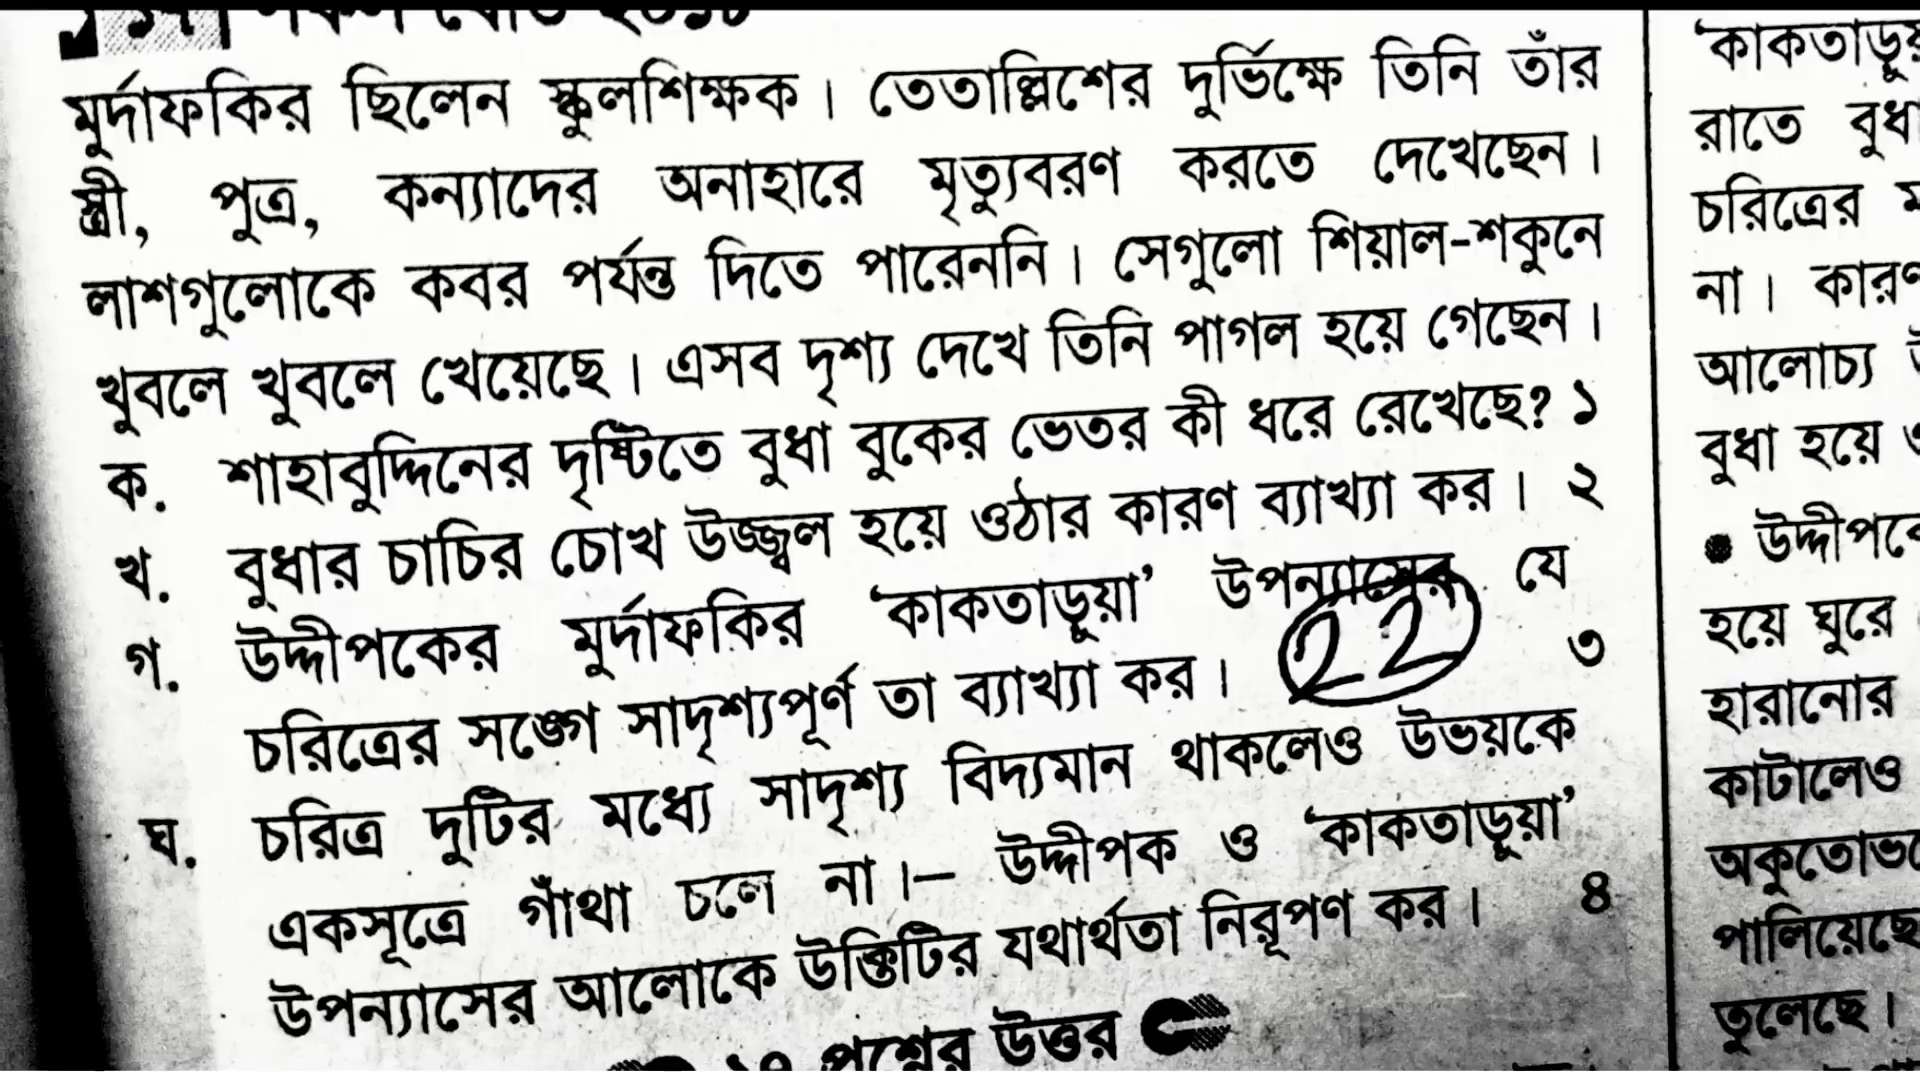 মুর্দাফকির ছিলেন স্কুলশিক্ষক। তেতাল্লিশের দুর্ভিক্ষে তিনি তাঁর
স্ত্রী, পুত্র, কন্যাদের অনাহারে মৃত্যুবরণ করতে দেখেছেন।
লাশগুলোকে কবর পর্যন্ত দিতে পারেননি। সেগুলো শিয়াল-শকুনে
খুবলে খুবলে খেয়েছে। এসব দৃশ্য দেখে তিনি পাগল হয়ে গেছেন।
ক. শাহাবুদ্দিনের দৃষ্টিতে বুধা বুকের ভেতর কী ধরে রেখেছে? ১
খ. বুধার চাচির চোখ উজ্জ্বল হয়ে ওঠার কারণ ব্যাখ্যা কর। ২
গ. উদ্দীপকের মুর্দাফকির ‘কাকতাড়ুয়া’ উপন্যাসের যে
চরিত্রের সঙ্গে সাদৃশ্যপূর্ণ তা ব্যাখ্যা কর। 22 ৩
ঘ. চরিত্র দুটির মধ্যে সাদৃশ্য বিদ্যমান থাকলেও উভয়কে
একসূত্রে গাঁথা চলে না।— উদ্দীপক ও ‘কাকতাড়ুয়া’
উপন্যাসের আলোকে উক্তিটির যথার্থতা নিরূপণ কর। ৪
প্রশ্নের উত্তর
‘কাকতাড়ুয়
রাতে বুধা
চরিত্রের
না। কারণ
আলোচ্য
বুধা হয়ে
• উদ্দীপকে
হয়ে ঘুরে
হারানোর
কাটালেও
অকুতোভয়ে
পালিয়েছে
তুলেছে।